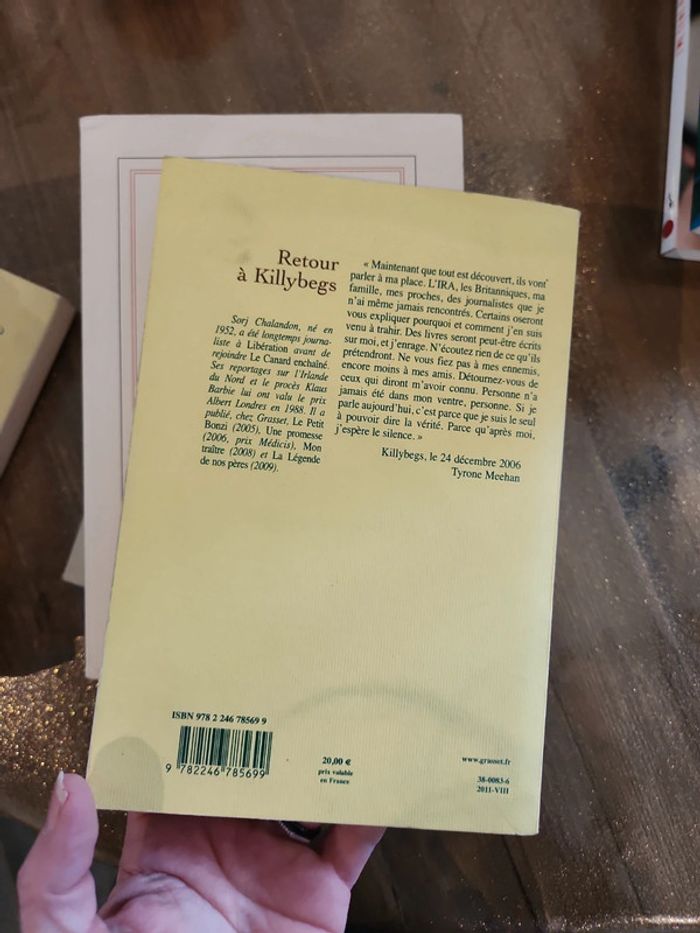 Retour
à Killybegs
Sorj Chalandon, né en
1952, a été longtemps journa-
liste à Libération avant de
rejoindre Le Canard enchaîné.
Ses reportages sur l'Irlande
du Nord et le procès Klaus
Barbie lui ont valu le prix
Albert Londres en 1988. Il a
publié, chez Grasset, Le Petit
Bonzi (2005), Une promesse
(2006, prix Médicis), Mon
traître (2008) et La Légende
de nos pères (2009).
« Maintenant que tout est découvert, ils vont
parler à ma place. L'IRA, les Britanniques, ma
famille, mes proches, des journalistes que je
n'ai même jamais rencontrés. Certains oseront
vous expliquer pourquoi et comment j'en suis
venu à trahir. Des livres seront peut-être écrits
sur moi, et j'enrage. N'écoutez rien de ce qu'ils
prétendront. Ne vous fiez pas à mes ennemis,
encore moins à mes amis. Détournez-vous de
ceux qui diront m'avoir connu. Personne n'a
jamais été dans mon ventre, personne. Si je
parle aujourd'hui, c'est parce que je suis le seul
à pouvoir dire la vérité. Parce qu'après moi,
j'espère le silence. »
Killybegs, le 24 décembre 2006
Tyrone Meehan
ISBN 978 2 246 78569 9
9 782246 785699
20,00 €
prix valable
en France
www.grasset.fr
38-0083-6
2011-VIII